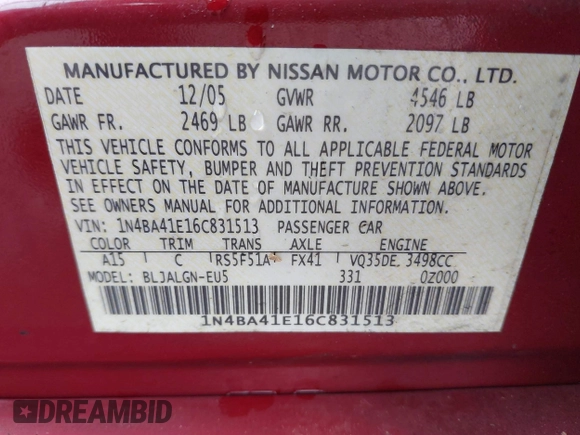 MANUFACTURED BY NISSAN MOTOR CO., LTD.
DATE 12/05 GVWR 4546 LB
GAWR FR. 2469 LB GAWR RR. 2097 LB
THIS VEHICLE CONFORMS TO ALL APPLICABLE FEDERAL MOTOR
VEHICLE SAFETY, BUMPER AND THEFT PREVENTION STANDARDS
IN EFFECT ON THE DATE OF MANUFACTURE SHOWN ABOVE.
SEE OWNERS MANUAL FOR ADDITIONAL INFORMATION.
VIN: 1N4BA41E16C831513 PASSENGER CAR
COLOR TRIM TRANS AXLE ENGINE
A15 C RS5F51A FX41 VQ35DE 3498CC
MODEL: BLJALGN-EU5 331 0Z000
1N4BA41E16C831513
DREAMBID